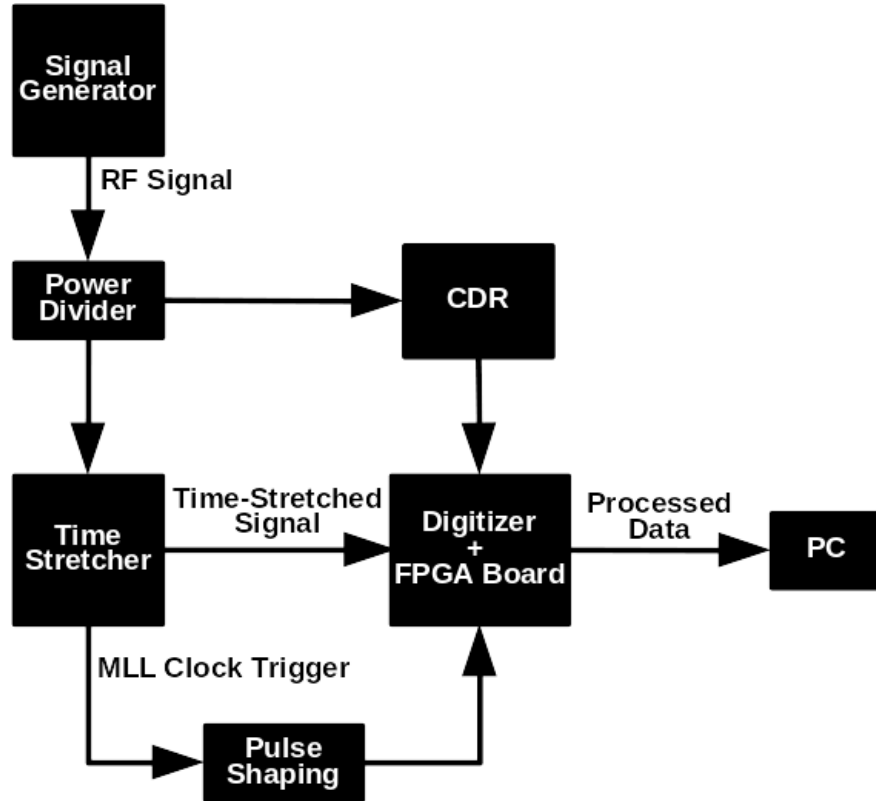 Signal
Generator
RF Signal
Power
Divider
CDR
Time
Stretcher
Time-Stretched
Signal
Digitizer
+
FPGA Board
Processed
Data
PC
MLL Clock Trigger
Pulse
Shaping